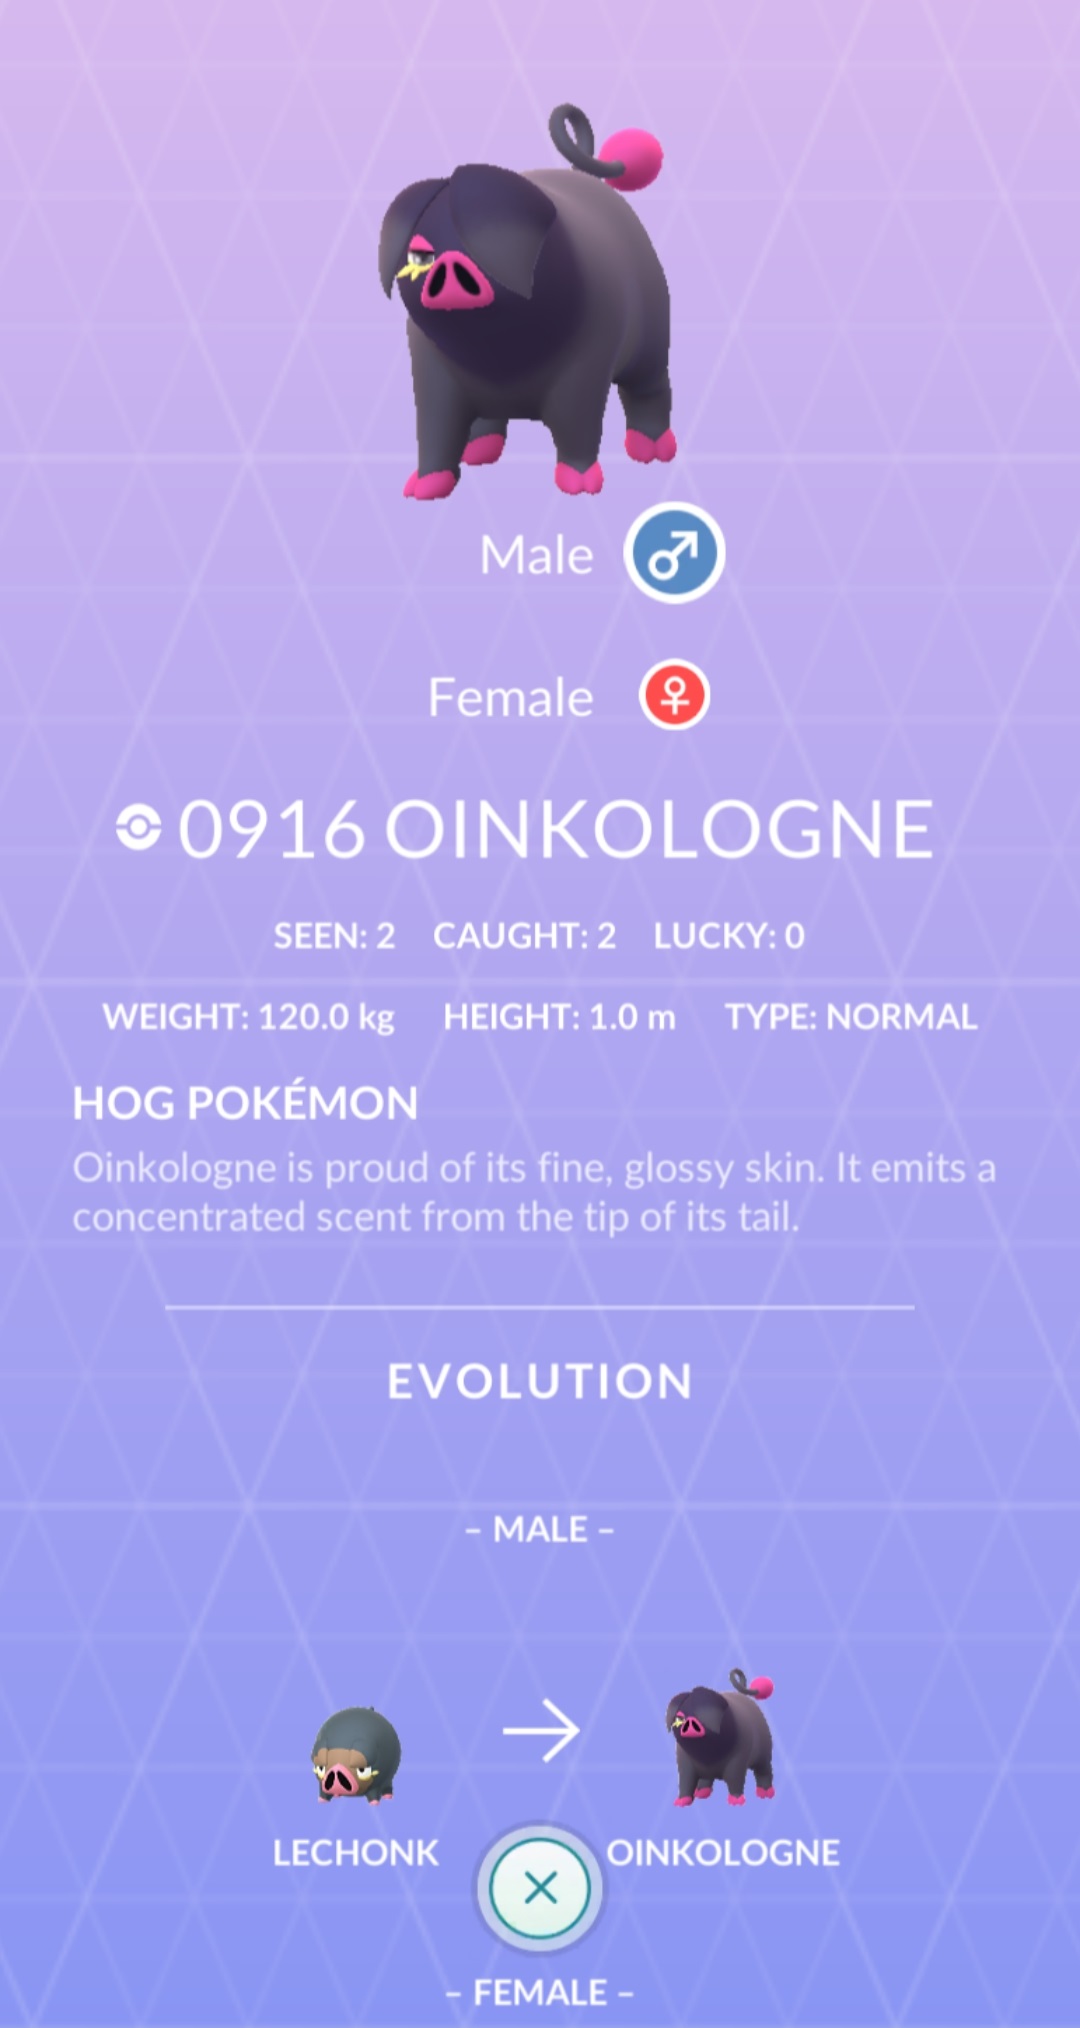 Male
Female
0916 OINKOLOGNE
SEEN: 2 CAUGHT: 2 LUCKY: 0
WEIGHT: 120.0 kg HEIGHT: 1.0 m TYPE: NORMAL
HOG POKÉMON
Oinkologne is proud of its fine, glossy skin. It emits a
concentrated scent from the tip of its tail.
EVOLUTION
– MALE –
LECHONK OINKOLOGNE
– FEMALE –